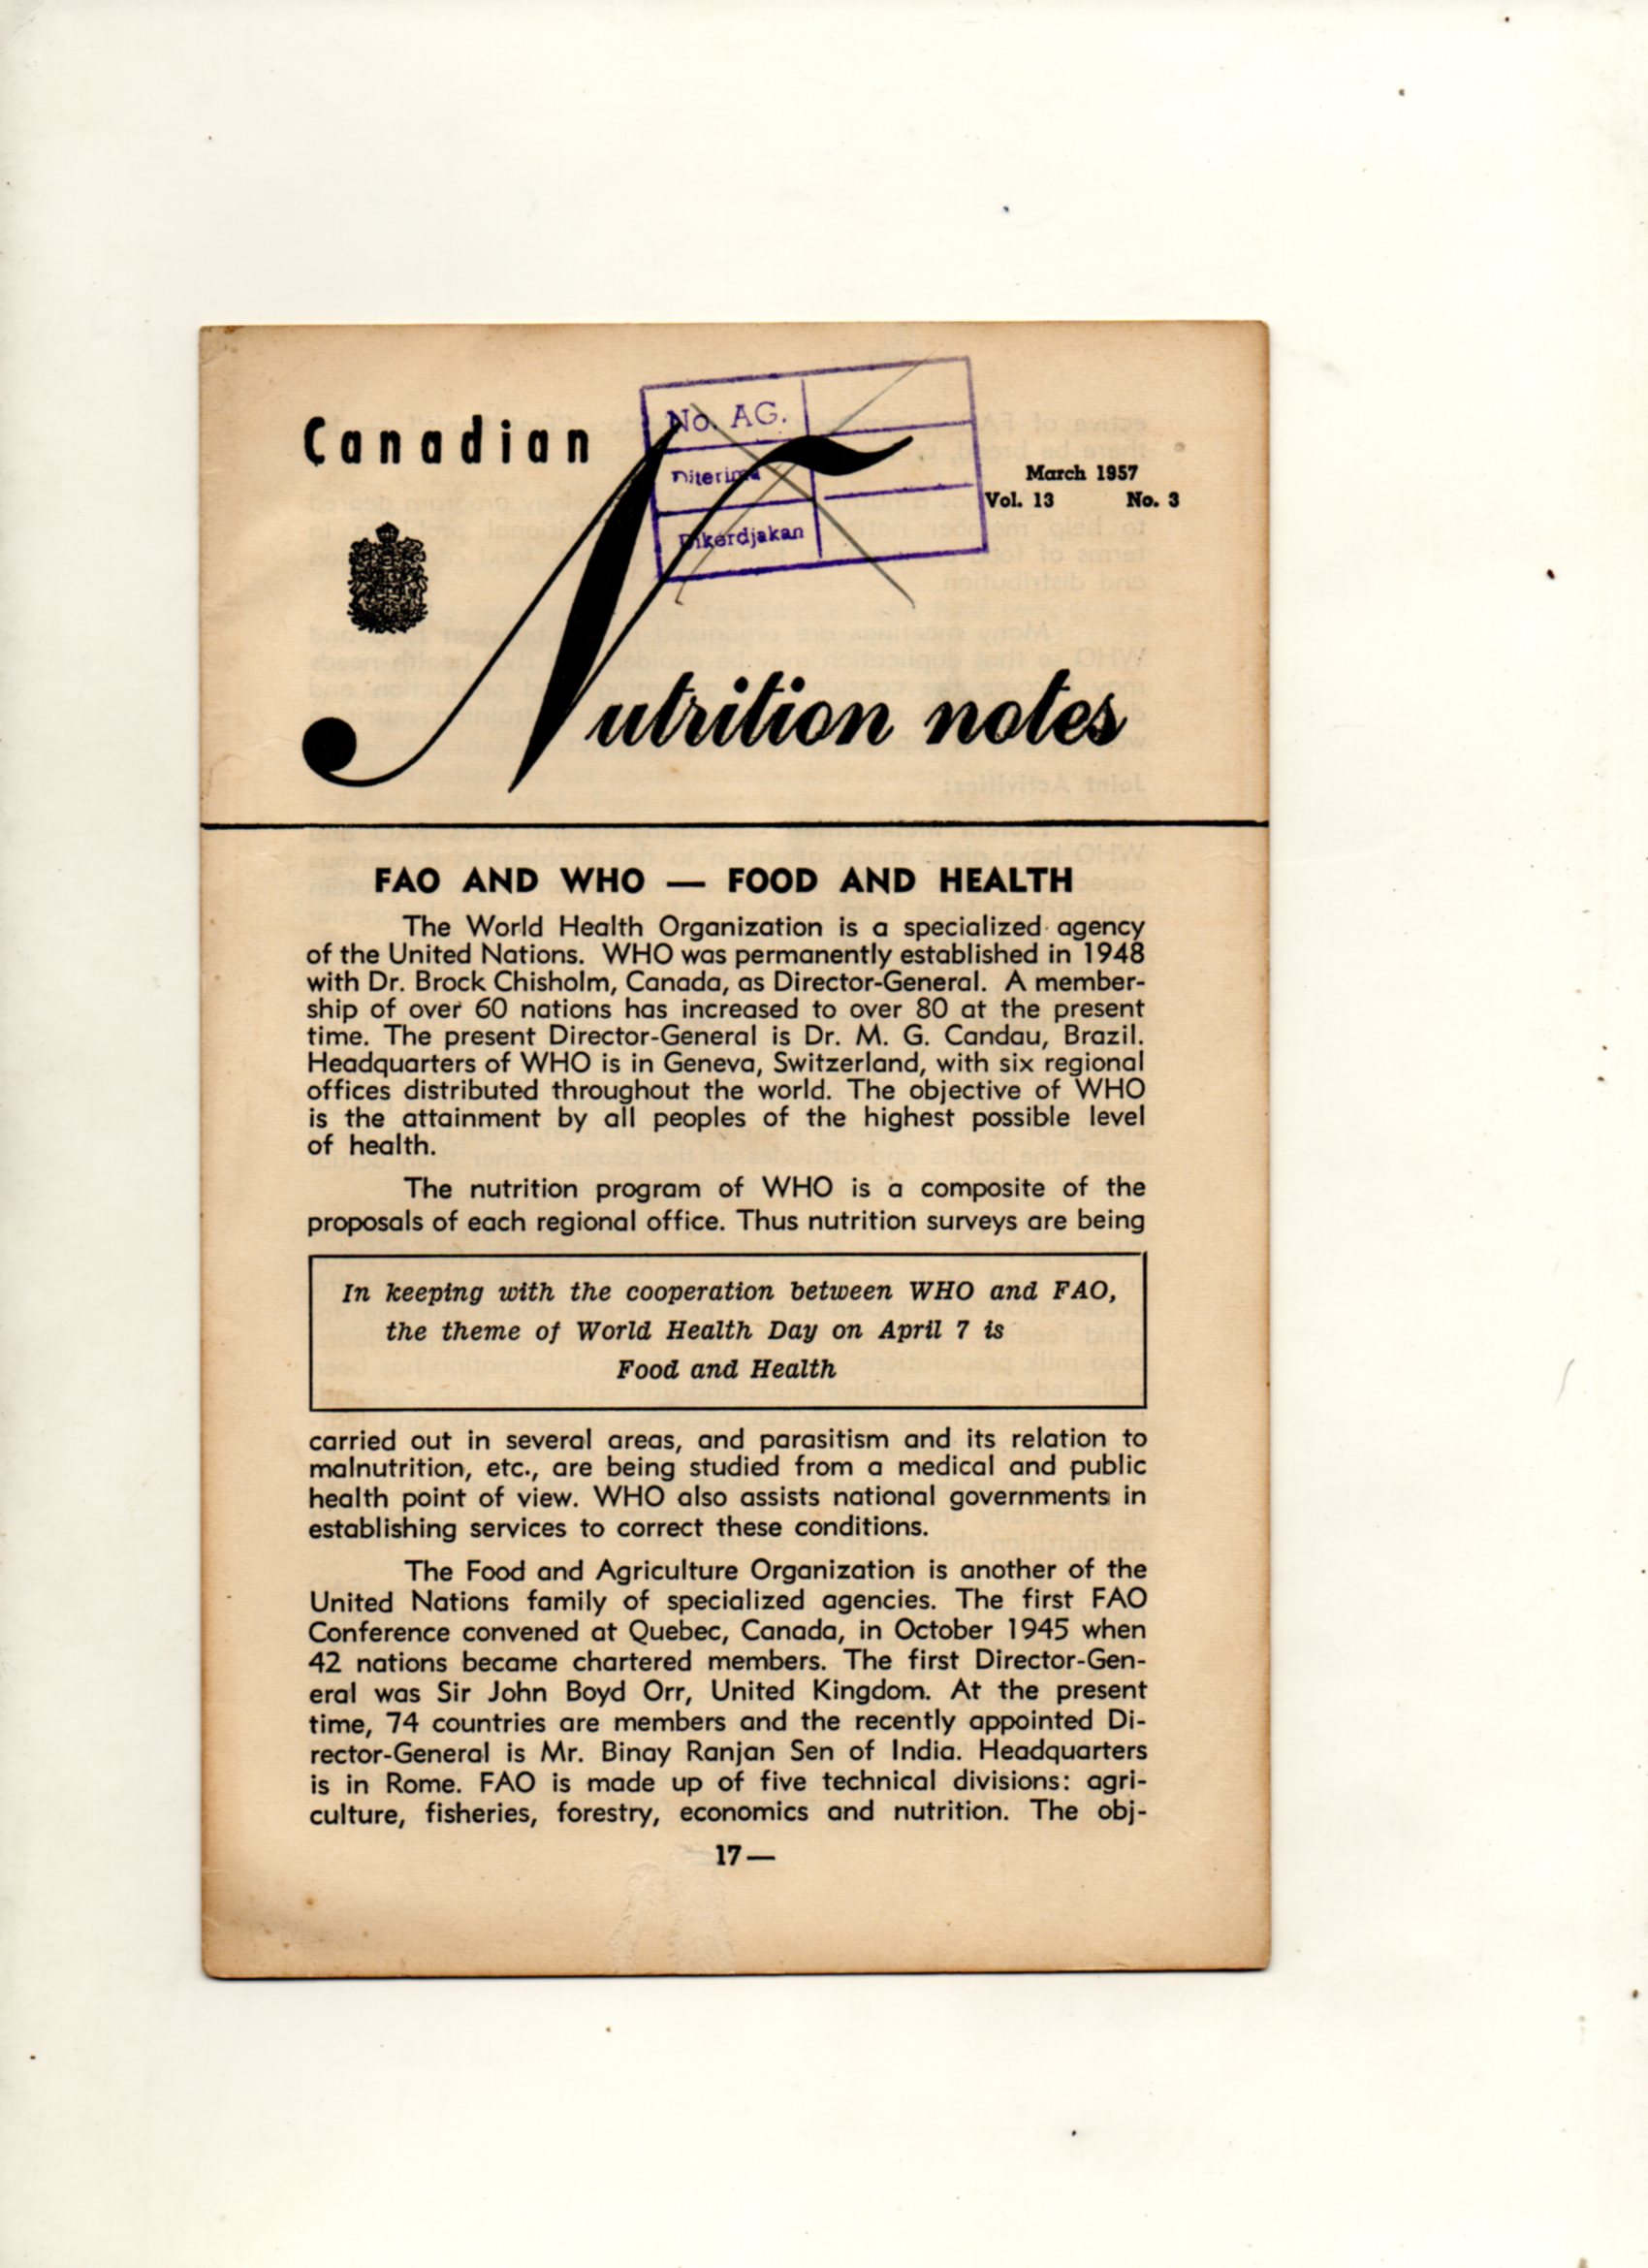 Canadian
No. AG.
Diterima
Dikerdjakan
March 1957
Vol. 13 No. 3
Nutrition notes
FAO AND WHO — FOOD AND HEALTH
The World Health Organization is a specialized agency
of the United Nations. WHO was permanently established in 1948
with Dr. Brock Chisholm, Canada, as Director-General. A member-
ship of over 60 nations has increased to over 80 at the present
time. The present Director-General is Dr. M. G. Candau, Brazil.
Headquarters of WHO is in Geneva, Switzerland, with six regional
offices distributed throughout the world. The objective of WHO
is the attainment by all peoples of the highest possible level
of health.
The nutrition program of WHO is a composite of the
proposals of each regional office. Thus nutrition surveys are being
In keeping with the cooperation between WHO and FAO,
the theme of World Health Day on April 7 is
Food and Health
carried out in several areas, and parasitism and its relation to
malnutrition, etc., are being studied from a medical and public
health point of view. WHO also assists national governments in
establishing services to correct these conditions.
The Food and Agriculture Organization is another of the
United Nations family of specialized agencies. The first FAO
Conference convened at Quebec, Canada, in October 1945 when
42 nations became chartered members. The first Director-Gen-
eral was Sir John Boyd Orr, United Kingdom. At the present
time, 74 countries are members and the recently appointed Di-
rector-General is Mr. Binay Ranjan Sen of India. Headquarters
is in Rome. FAO is made up of five technical divisions: agri-
culture, fisheries, forestry, economics and nutrition. The obj-
17—